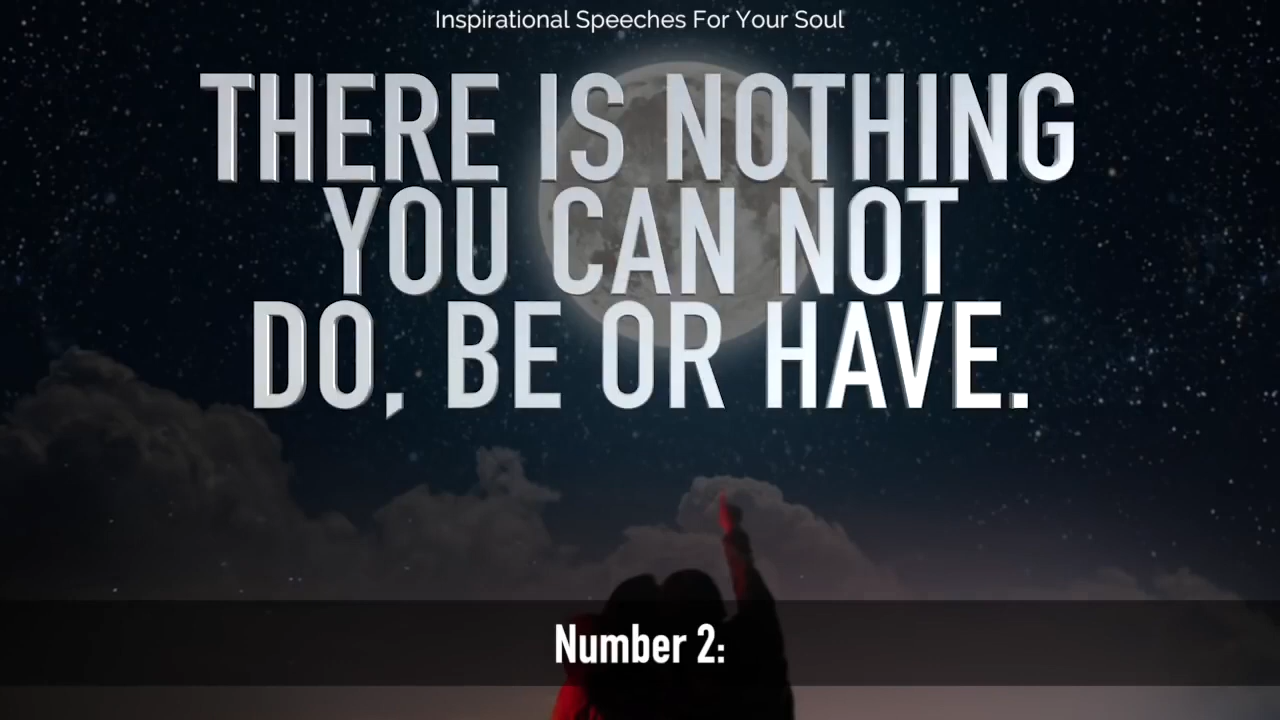 Inspirational Speeches For Your Soul
THERE IS NOTHING
YOU CAN NOT
DO, BE OR HAVE.
Number 2: